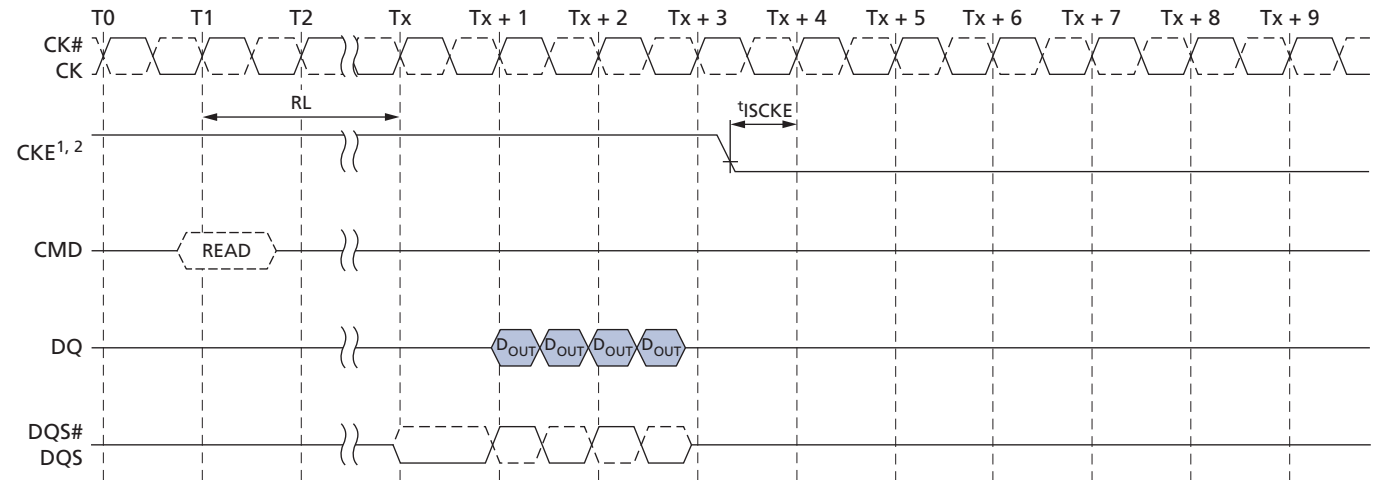 T0 T1 T2 Tx Tx + 1 Tx + 2 Tx + 3 Tx + 4 Tx + 5 Tx + 6 Tx + 7 Tx + 8 Tx + 9
CK#
CK
RL
tISCKE
CKE1, 2
CMD READ
DQ DOUT DOUT DOUT DOUT
DQS#
DQS